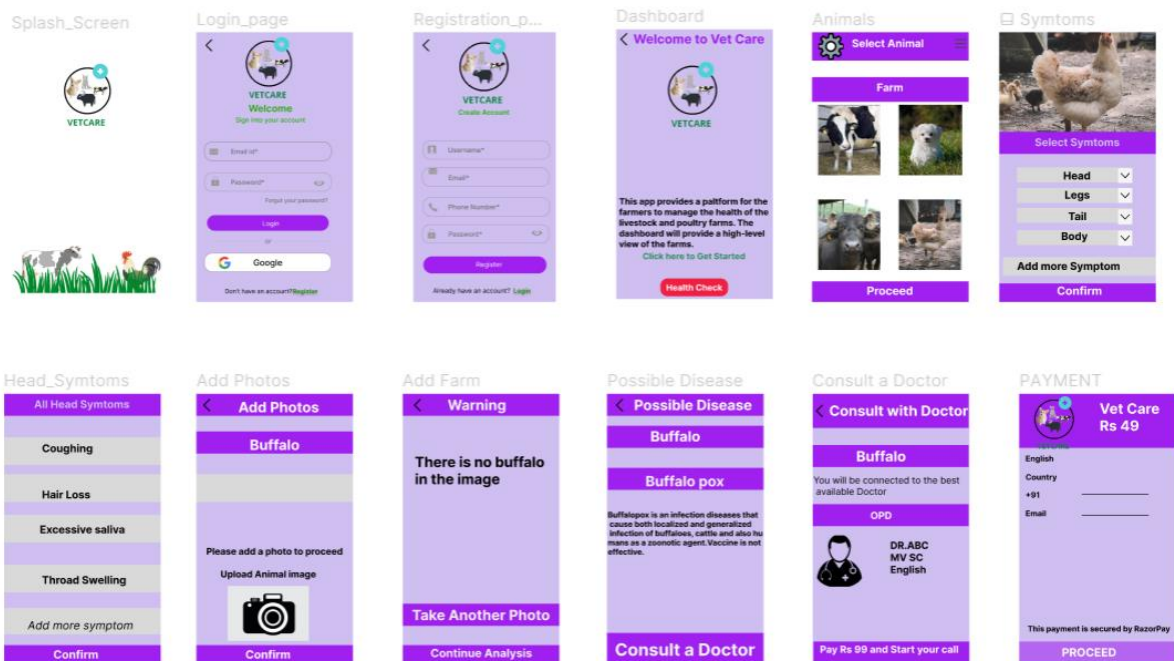 Splash_Screen
VETCARE
Login_page
VETCARE
Welcome
Sign into your account
Email id*
Password*
Forgot your password?
Login
or
Google
Don't have an account?Register
Registration_p...
VETCARE
Create Account
Username*
Email*
Phone Number*
Password*
Register
Already have an account? Login
Dashboard
Welcome to Vet Care
VETCARE
This app provides a paltform for the
farmers to manage the health of the
livestock and poultry farms. The
dashboard will provide a high-level
view of the farms.
Click here to Get Started
Health Check
Animals
Select Animal
Farm
Proceed
Symtoms
Select Symtoms
Head
Legs
Tail
Body
Add more Symptom
Confirm
Head_Symtoms
All Head Symtoms
Coughing
Hair Loss
Excessive saliva
Throad Swelling
Add more symptom
Confirm
Add Photos
Add Photos
Buffalo
Please add a photo to proceed
Upload Animal image
Confirm
Add Farm
Warning
There is no buffalo
in the image
Take Another Photo
Continue Analysis
Possible Disease
Possible Disease
Buffalo
Buffalo pox
Buffalopox is an infection diseases that
cause both localized and generalized
infection of buffaloes, cattle and also hu
mans as a zoonotic agent.Vaccine is not
effective.
Consult a Doctor
Consult a Doctor
Consult with Doctor
Buffalo
You will be connected to the best
available Doctor
OPD
DR.ABC
MV SC
English
Pay Rs 99 and Start your call
PAYMENT
Vet Care
Rs 49
VETCARE
English
Country
+91
Email
This payment is secured by RazorPay
PROCEED